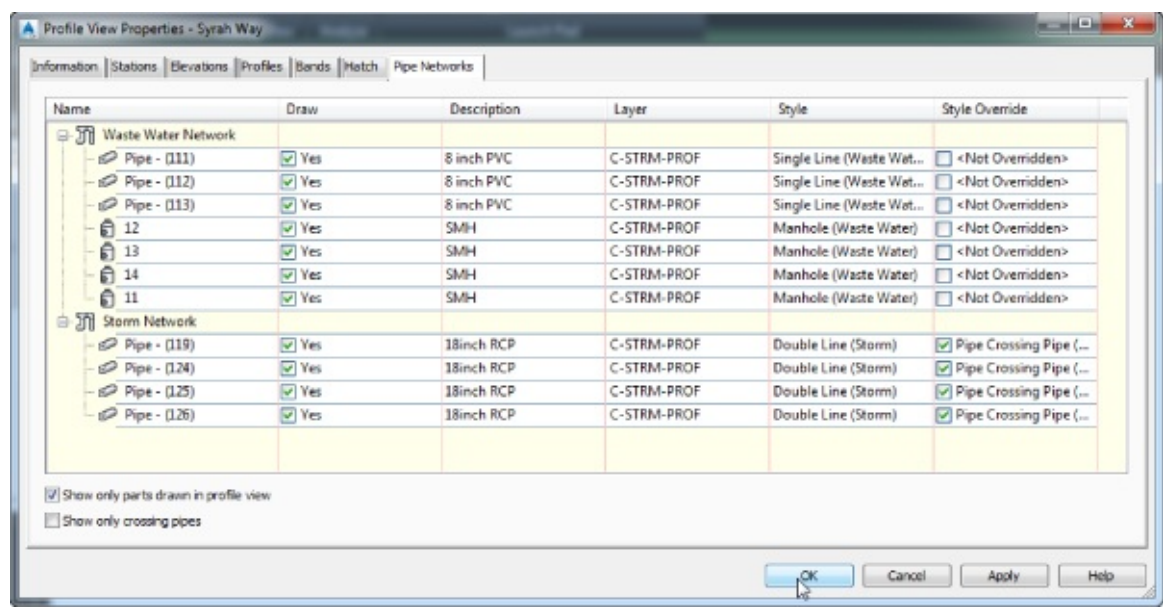 Profile View Properties - Syrah Way
Information Stations Elevations Profiles Bands Hatch Pipe Networks
Name Draw Description Layer Style Style Override
Waste Water Network
Pipe - (111) Yes 8 inch PVC C-STRM-PROF Single Line (Waste Wat... <Not Overridden>
Pipe - (112) Yes 8 inch PVC C-STRM-PROF Single Line (Waste Wat... <Not Overridden>
Pipe - (113) Yes 8 inch PVC C-STRM-PROF Single Line (Waste Wat... <Not Overridden>
12 Yes SMH C-STRM-PROF Manhole (Waste Water) <Not Overridden>
13 Yes SMH C-STRM-PROF Manhole (Waste Water) <Not Overridden>
14 Yes SMH C-STRM-PROF Manhole (Waste Water) <Not Overridden>
11 Yes SMH C-STRM-PROF Manhole (Waste Water) <Not Overridden>
Storm Network
Pipe - (119) Yes 18inch RCP C-STRM-PROF Double Line (Storm) Pipe Crossing Pipe (...
Pipe - (124) Yes 18inch RCP C-STRM-PROF Double Line (Storm) Pipe Crossing Pipe (...
Pipe - (125) Yes 18inch RCP C-STRM-PROF Double Line (Storm) Pipe Crossing Pipe (...
Pipe - (126) Yes 18inch RCP C-STRM-PROF Double Line (Storm) Pipe Crossing Pipe (...
Show only parts drawn in profile view
Show only crossing pipes
OK Cancel Apply Help